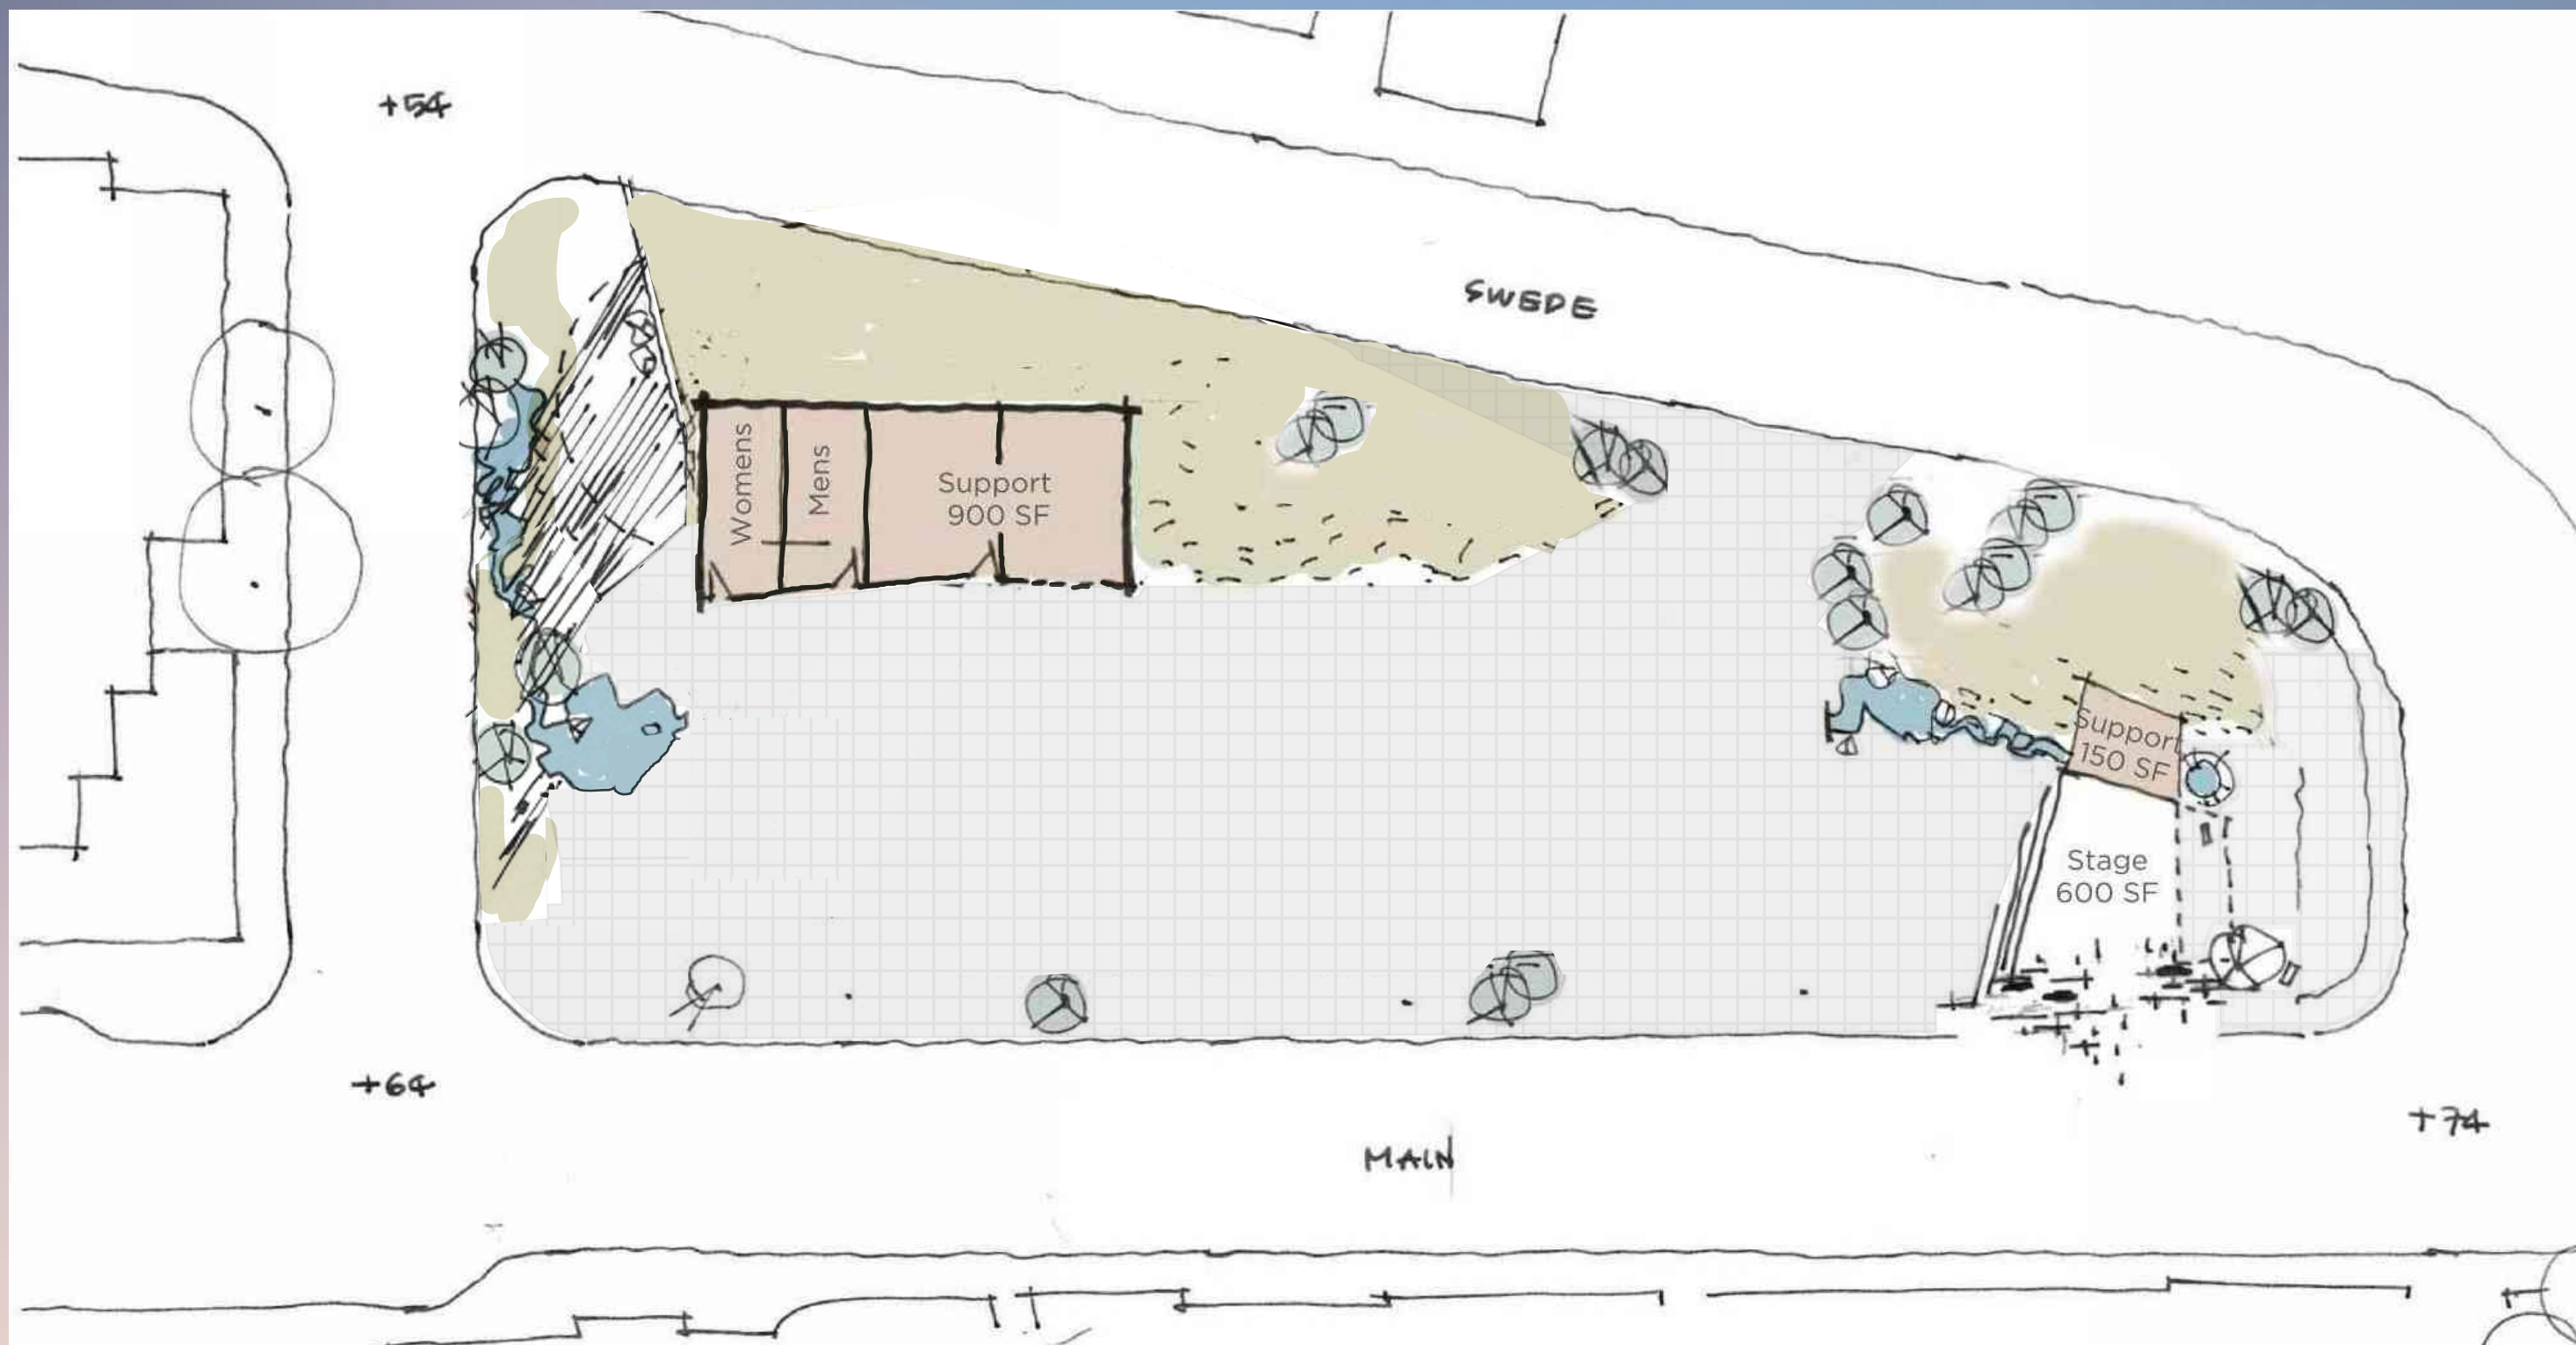 +54
SWEDE
Womens
Mens
Support
900 SF
Support
150 SF
Stage
600 SF
+64
+74
MAIN